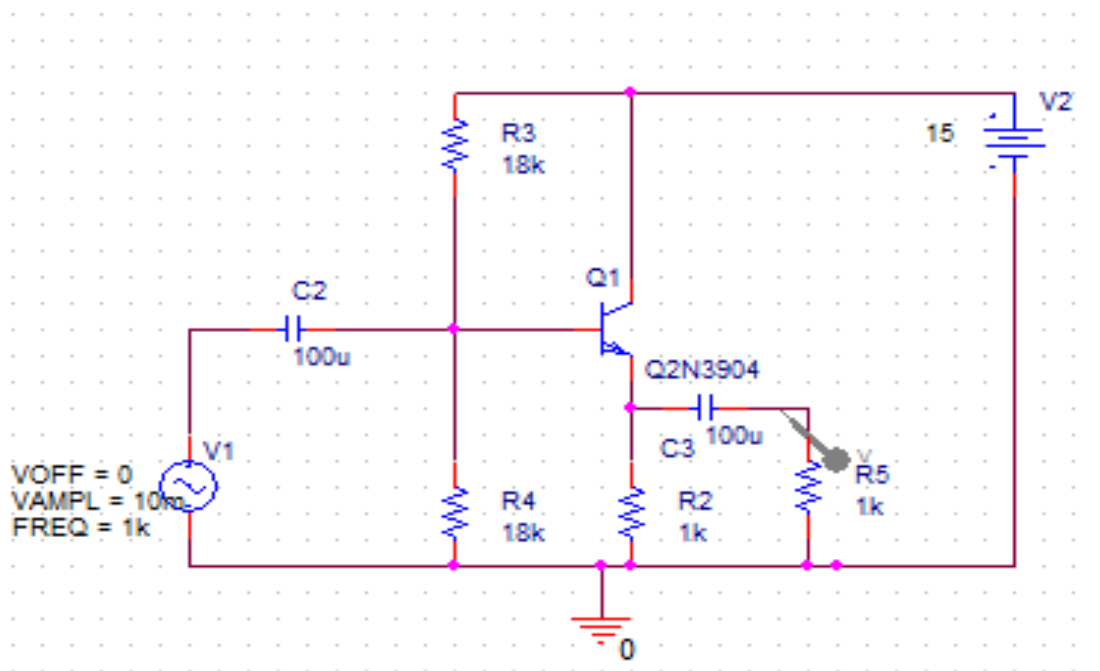 V2
15
R3
18k
Q1
C2
100u
Q2N3904
C3
100u
V1
VOFF = 0
VAMPL = 10m
FREQ = 1k
V
R5
1k
R4
18k
R2
1k
0